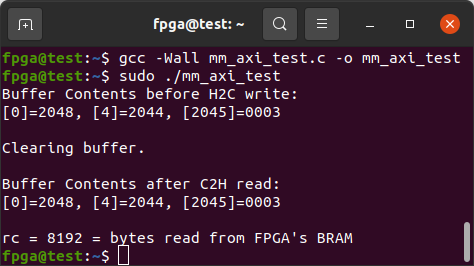 fpga@test: ~
fpga@test:~$ gcc -Wall mm_axi_test.c -o mm_axi_test
fpga@test:~$ sudo ./mm_axi_test
Buffer Contents before H2C write:
[0]=2048, [4]=2044, [2045]=0003
Clearing buffer.
Buffer Contents after C2H read:
[0]=2048, [4]=2044, [2045]=0003
rc = 8192 = bytes read from FPGA's BRAM
fpga@test:~$